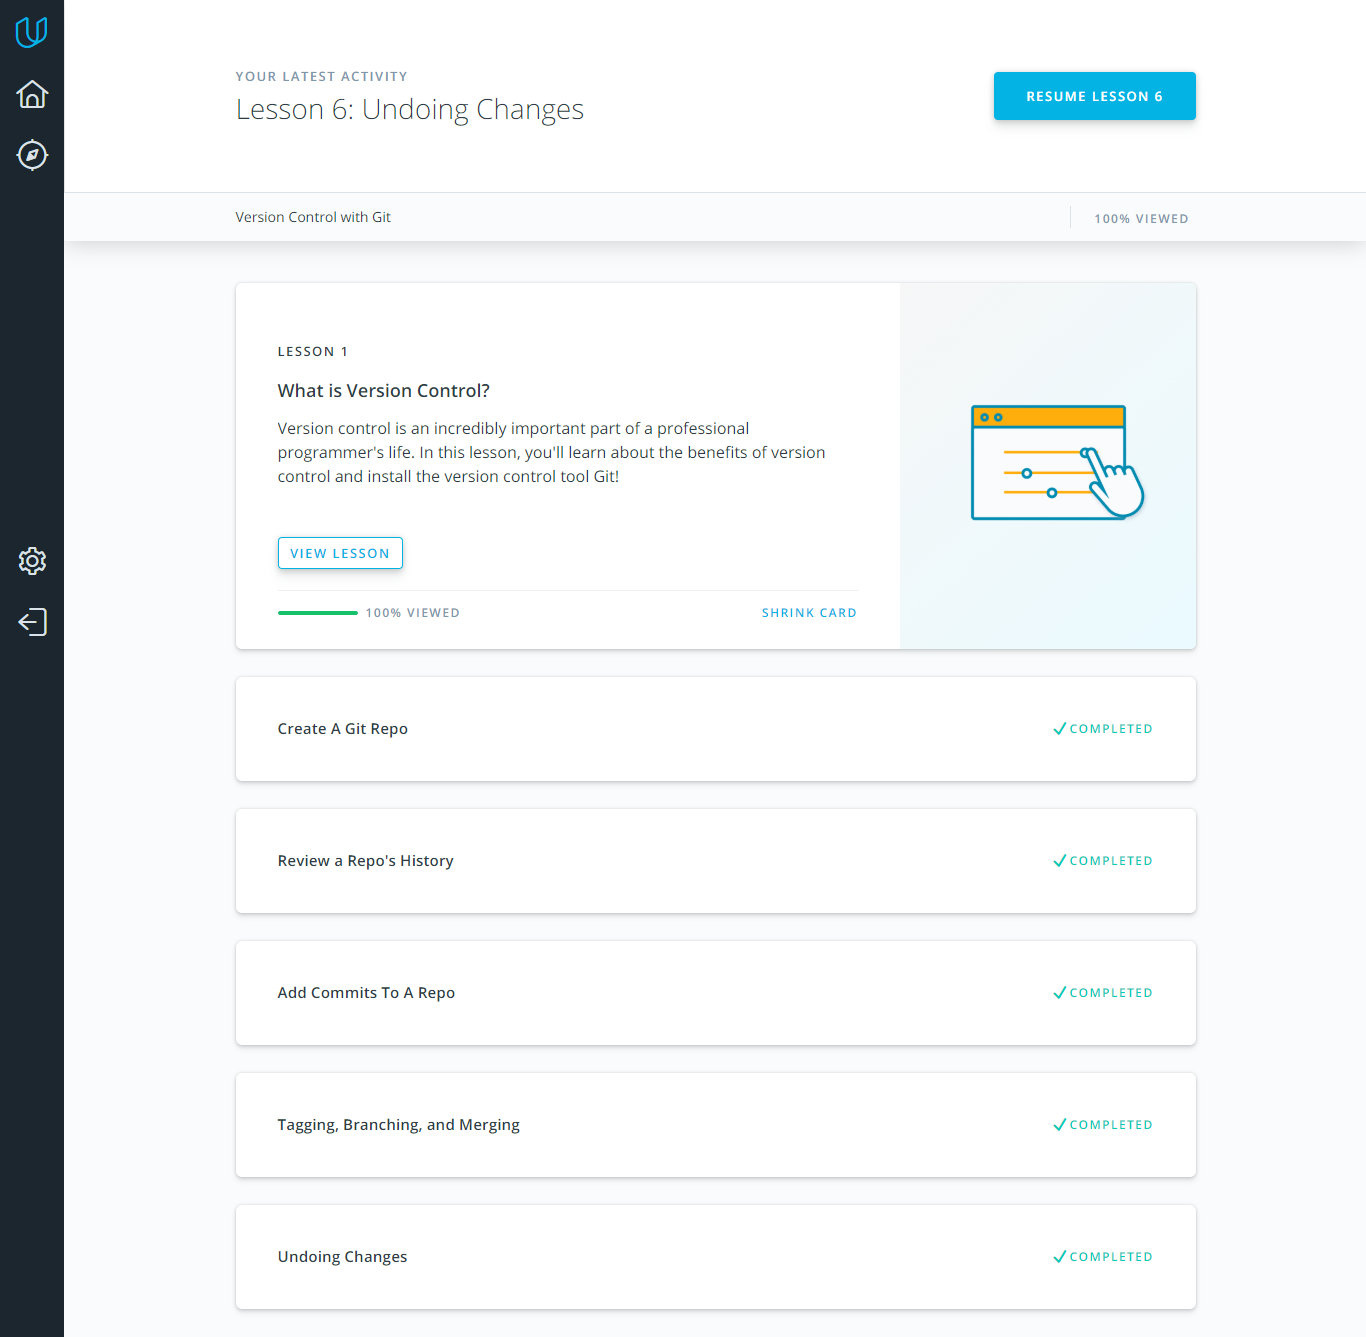 YOUR LATEST ACTIVITY
Lesson 6: Undoing Changes
RESUME LESSON 6
Version Control with Git
100% VIEWED
LESSON 1
What is Version Control?
Version control is an incredibly important part of a professional
programmer's life. In this lesson, you'll learn about the benefits of version
control and install the version control tool Git!
VIEW LESSON
100% VIEWED
SHRINK CARD
Create A Git Repo
COMPLETED
Review a Repo's History
COMPLETED
Add Commits To A Repo
COMPLETED
Tagging, Branching, and Merging
COMPLETED
Undoing Changes
COMPLETED